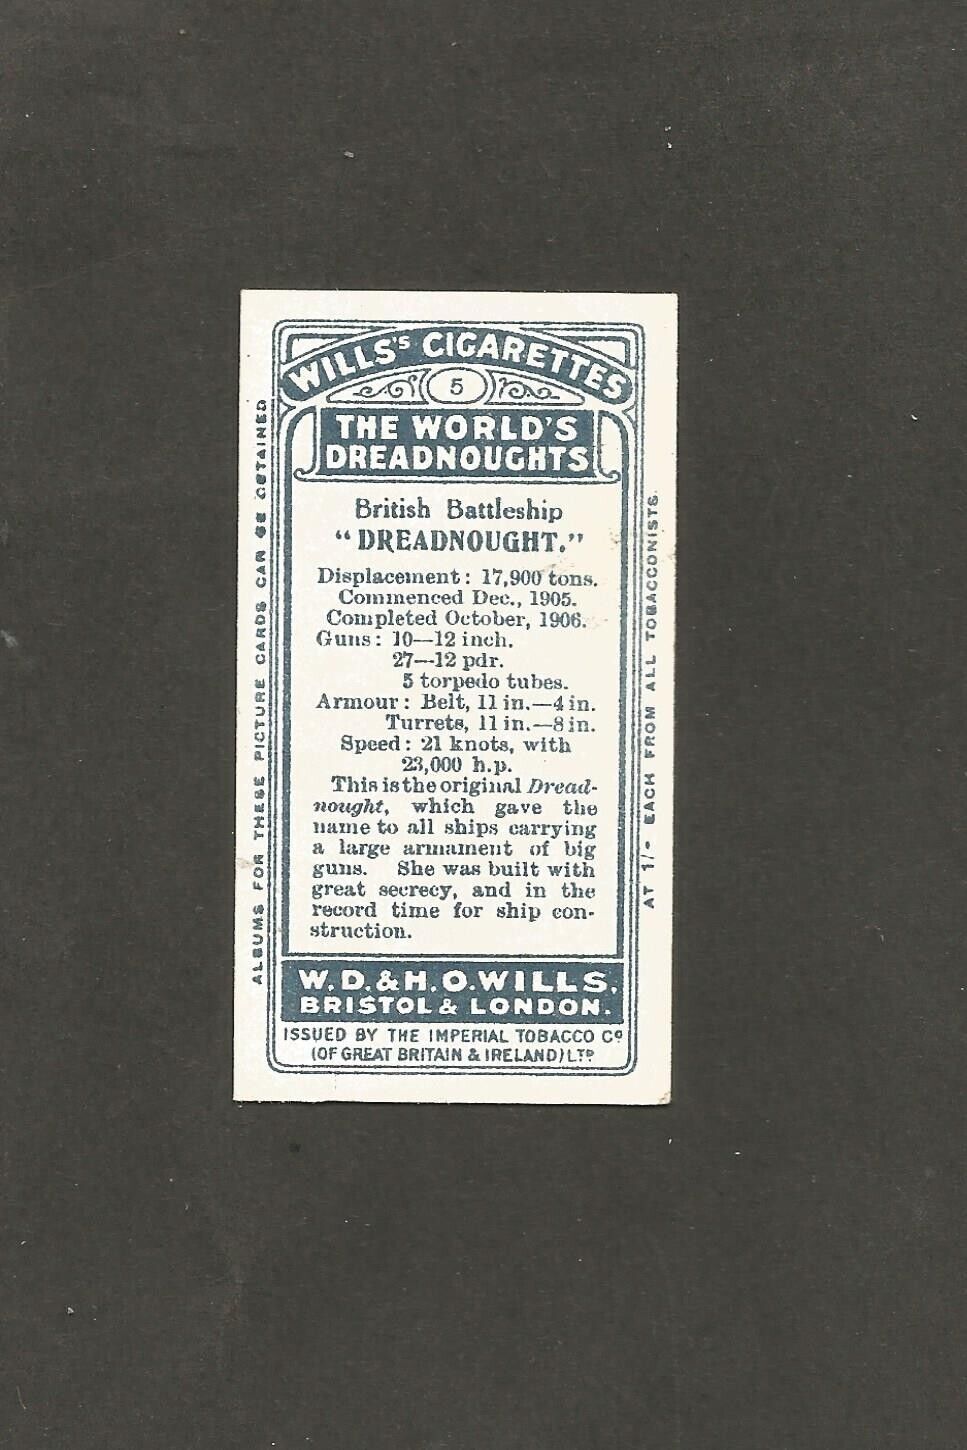 WILLS'S CIGARETTES
5
THE WORLD'S
DREADNOUGHTS
British Battleship
"DREADNOUGHT."
Displacement: 17,900 tons.
Commenced Dec., 1905.
Completed October, 1906.
Guns: 10—12 inch.
27—12 pdr.
5 torpedo tubes.
Armour: Belt, 11 in.—4 in.
Turrets, 11 in.—8 in.
Speed: 21 knots, with
23,000 h.p.
This is the original Dread-
nought, which gave the
name to all ships carrying
a large armament of big
guns. She was built with
great secrecy, and in the
record time for ship con-
struction.
W. D. & H. O. WILLS,
BRISTOL & LONDON.
ISSUED BY THE IMPERIAL TOBACCO Co
(OF GREAT BRITAIN & IRELAND) LTD
ALBUMS FOR THESE PICTURE CARDS CAN BE OBTAINED
AT 1/- EACH FROM ALL TOBACCONISTS.